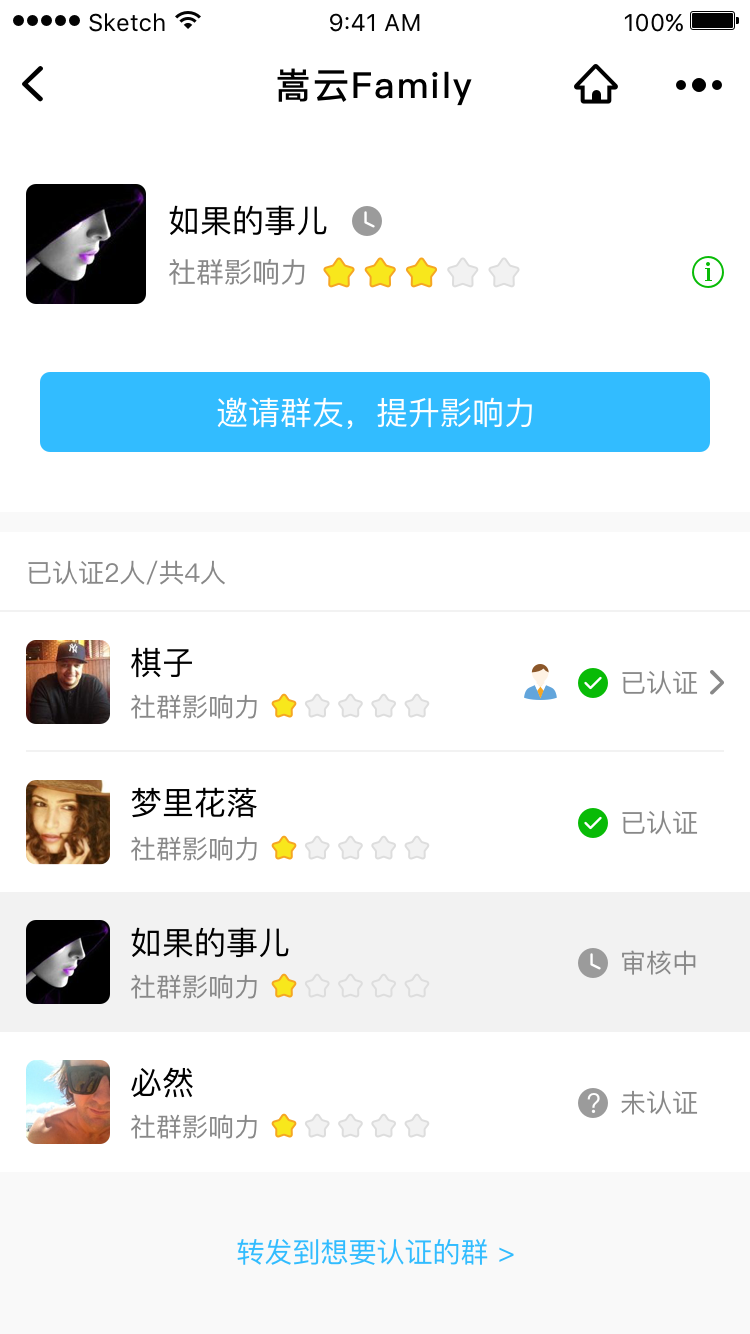 ●●●●● Sketch 9:41 AM 100%
嵩云Family
如果的事儿
社群影响力
邀请群友，提升影响力
已认证2人/共4人
棋子
社群影响力
已认证
梦里花落
社群影响力
已认证
如果的事儿
社群影响力
审核中
必然
社群影响力
未认证
转发到想要认证的群 >